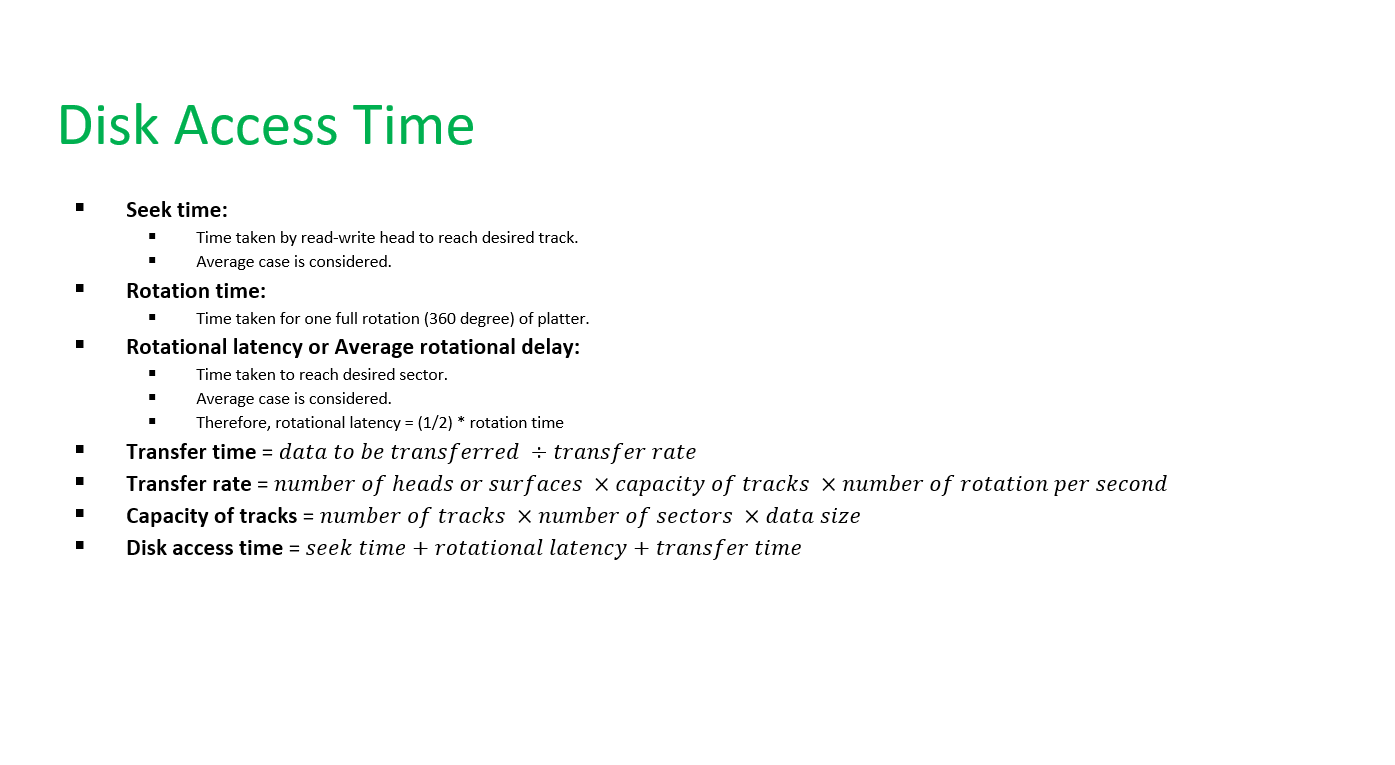 Disk Access Time
▪ Seek time:
▪ Time taken by read-write head to reach desired track.
▪ Average case is considered.
▪ Rotation time:
▪ Time taken for one full rotation (360 degree) of platter.
▪ Rotational latency or Average rotational delay:
▪ Time taken to reach desired sector.
▪ Average case is considered.
▪ Therefore, rotational latency = (1/2) * rotation time
▪ Transfer time = data to be transferred ÷ transfer rate
▪ Transfer rate = number of heads or surfaces × capacity of tracks × number of rotation per second
▪ Capacity of tracks = number of tracks × number of sectors × data size
▪ Disk access time = seek time + rotational latency + transfer time